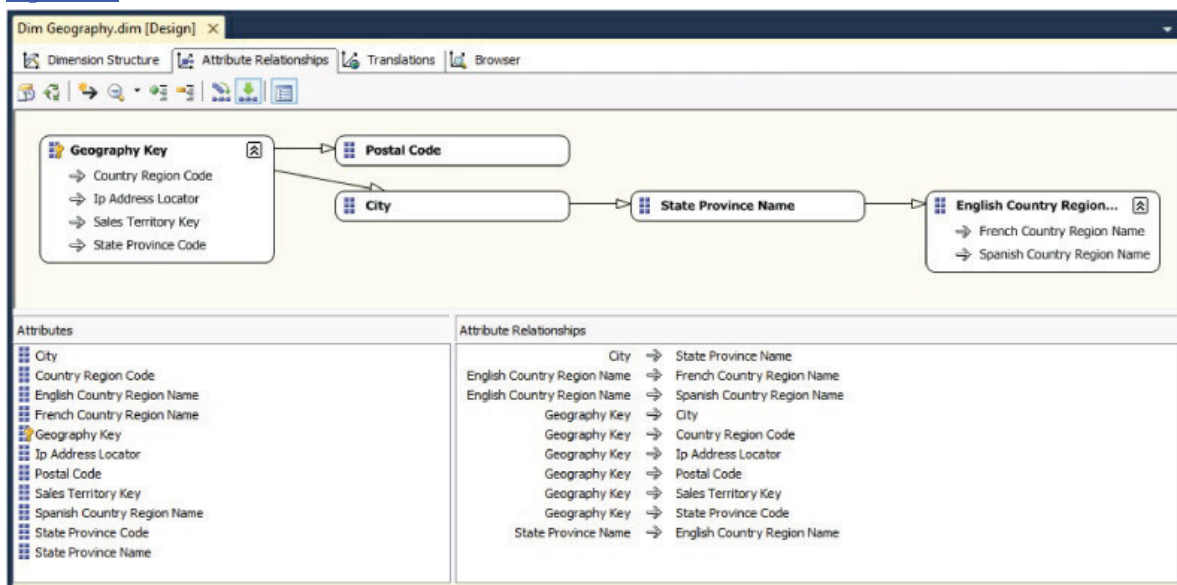 Dim Geography.dim [Design] ×
Dimension Structure Attribute Relationships Translations Browser
Geography Key
Country Region Code
Ip Address Locator
Sales Territory Key
State Province Code
Postal Code
City
State Province Name
English Country Region...
French Country Region Name
Spanish Country Region Name
Attributes
City
Country Region Code
English Country Region Name
French Country Region Name
Geography Key
Ip Address Locator
Postal Code
Sales Territory Key
Spanish Country Region Name
State Province Code
State Province Name
Attribute Relationships
City State Province Name
English Country Region Name French Country Region Name
English Country Region Name Spanish Country Region Name
Geography Key City
Geography Key Country Region Code
Geography Key Ip Address Locator
Geography Key Postal Code
Geography Key Sales Territory Key
Geography Key State Province Code
State Province Name English Country Region Name